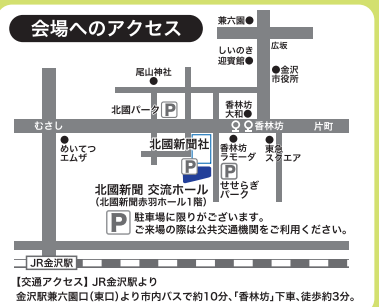 会場へのアクセス
兼六園
広坂
しいのき
迎賓館
金沢
市役所
尾山神社
北國パーク P
香林坊
大和
むさし
香林坊
片町
めいてつ
エムザ
北國新聞社
香林坊
ラモーダ
東急
スクエア
P
P
せせらぎ
パーク
北國新聞 交流ホール
(北國新聞赤羽ホール1階)
P 駐車場に限りがございます。
ご来場の際は公共交通機関をご利用ください。
JR金沢駅
【交通アクセス】JR金沢駅より
金沢駅兼六園口(東口)より市内バスで約10分、「香林坊」下車、徒歩約3分。